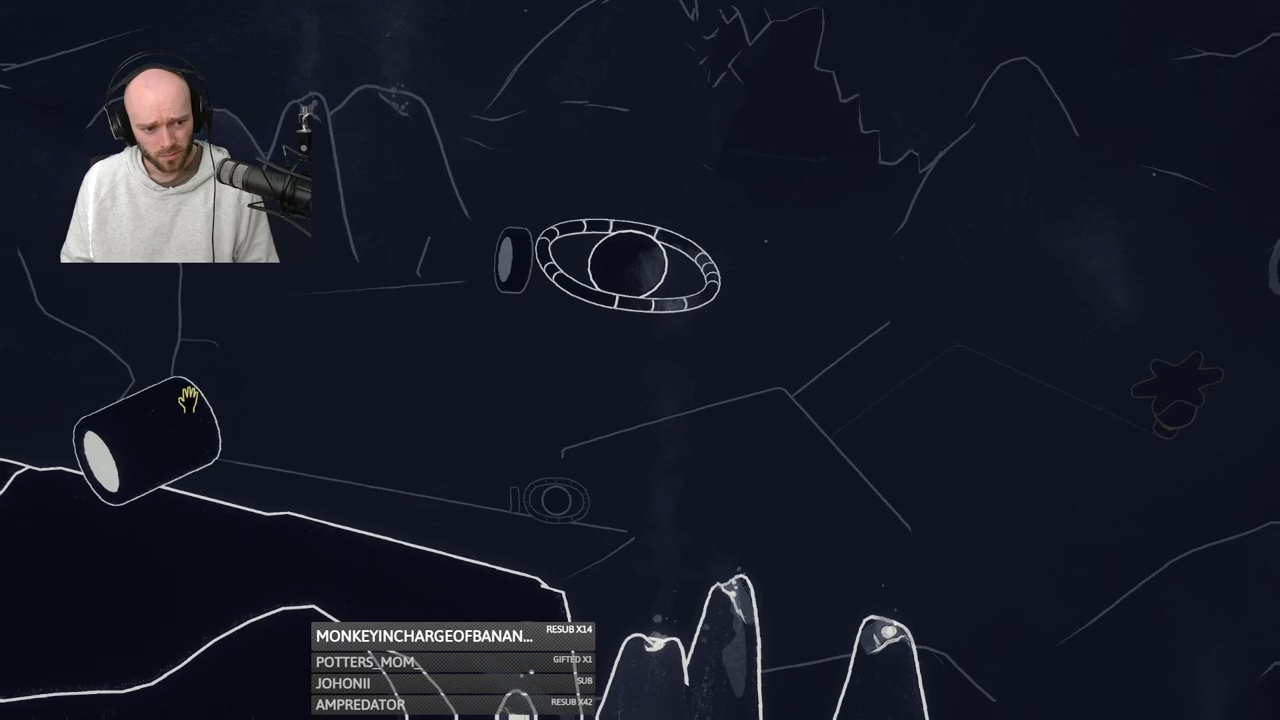 MONKEYINCHARGEOFBANAN... RESUB X14
POTTERS_MOM_ GIFTED X1
JOHONII SUB
AMPREDATOR RESUB X42